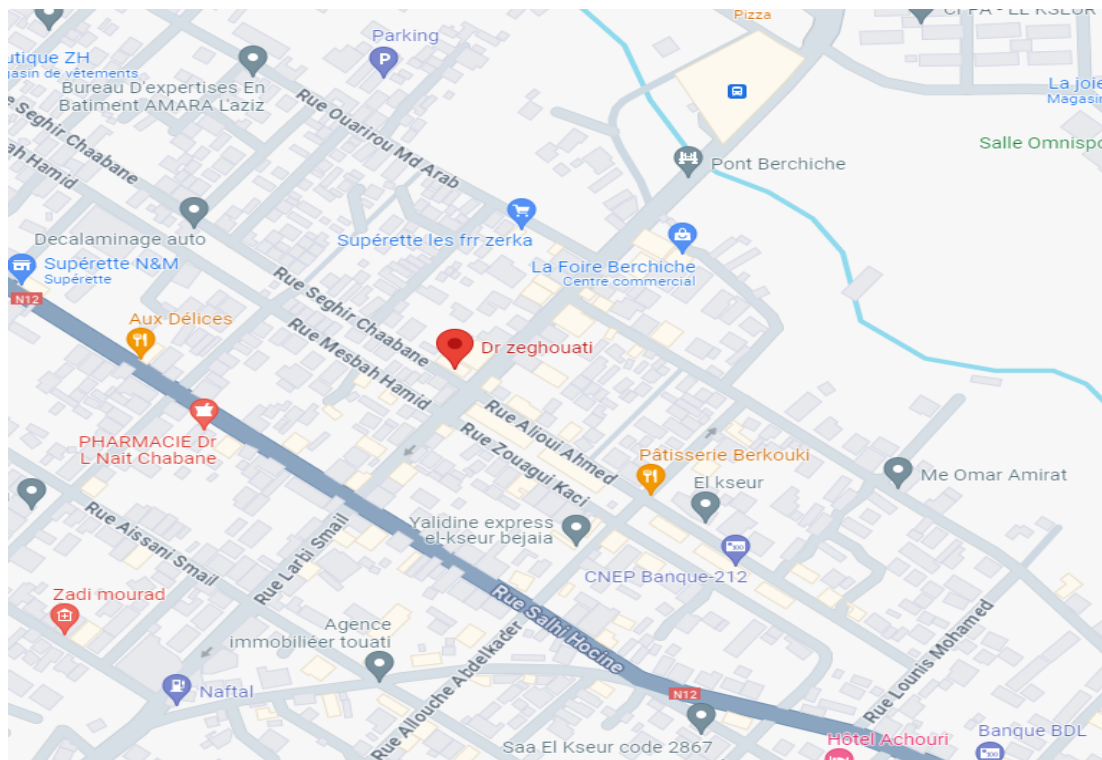 Pizza
CFPA - LE KSEUR
Parking
P
utique ZH
gasin de vêtements
Bureau D'expertises En
Batiment AMARA L'aziz
La joie
Magasin
Rue Ouarirou Md Arab
e Seghir Chaabane
ah Hamid
Salle Omnispo
Pont Berchiche
Decalaminage auto
Supérette les frr zerka
Supérette N&M
Supérette
La Foire Berchiche
Centre commercial
N12
Rue Seghir Chaabane
Aux Délices
Rue Mesbah Hamid
Dr zeghouati
PHARMACIE Dr
L Nait Chabane
Rue Alioui Ahmed
Rue Zouagui Kaci
Pâtisserie Berkouki
El kseur
Me Omar Amirat
Rue Aissani Smail
Rue Larbi Smail
Yalidine express
el-kseur bejaia
CNEP Banque-212
Zadi mourad
Rue Salhi Hocine
Agence
immobiliéer touati
Rue Allouche Abdelkader
Rue Lounis Mohamed
Naftal
N12
Saa El Kseur code 2867
Hôtel Achouri
Banque BDL